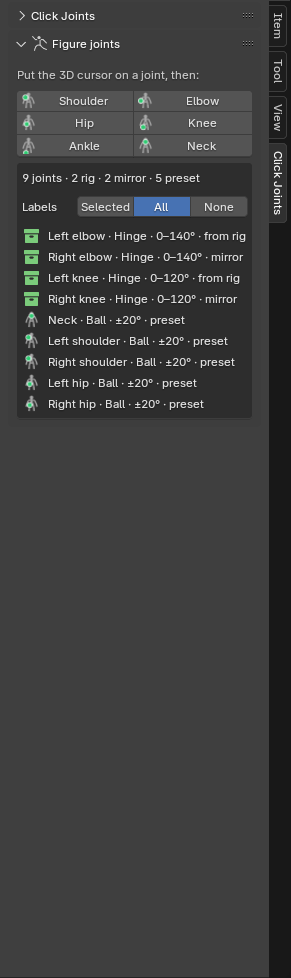 Click Joints
Figure joints
Put the 3D cursor on a joint, then:
Shoulder Elbow
Hip Knee
Ankle Neck
9 joints · 2 rig · 2 mirror · 5 preset
Labels Selected All None
Left elbow · Hinge · 0–140° · from rig
Right elbow · Hinge · 0–140° · mirror
Left knee · Hinge · 0–120° · from rig
Right knee · Hinge · 0–120° · mirror
Neck · Ball · ±20° · preset
Left shoulder · Ball · ±20° · preset
Right shoulder · Ball · ±20° · preset
Left hip · Ball · ±20° · preset
Right hip · Ball · ±20° · preset
Item
Tool
View
Click Joints